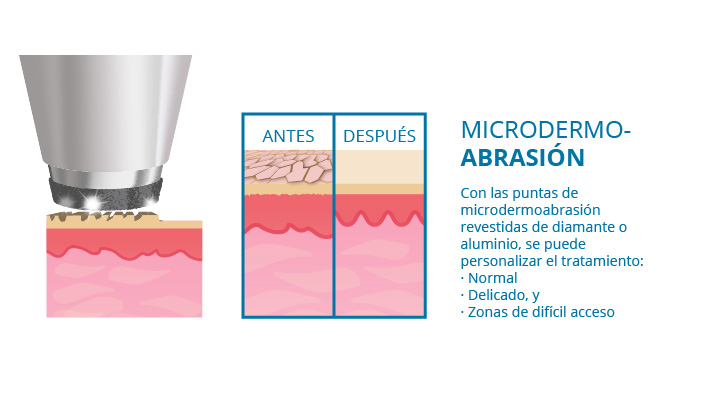 ANTES
DESPUÉS
MICRODERMO-
ABRASIÓN
Con las puntas de
microdermoabrasión
revestidas de diamante o
aluminio, se puede
personalizar el tratamiento:
· Normal
· Delicado, y
· Zonas de difícil acceso